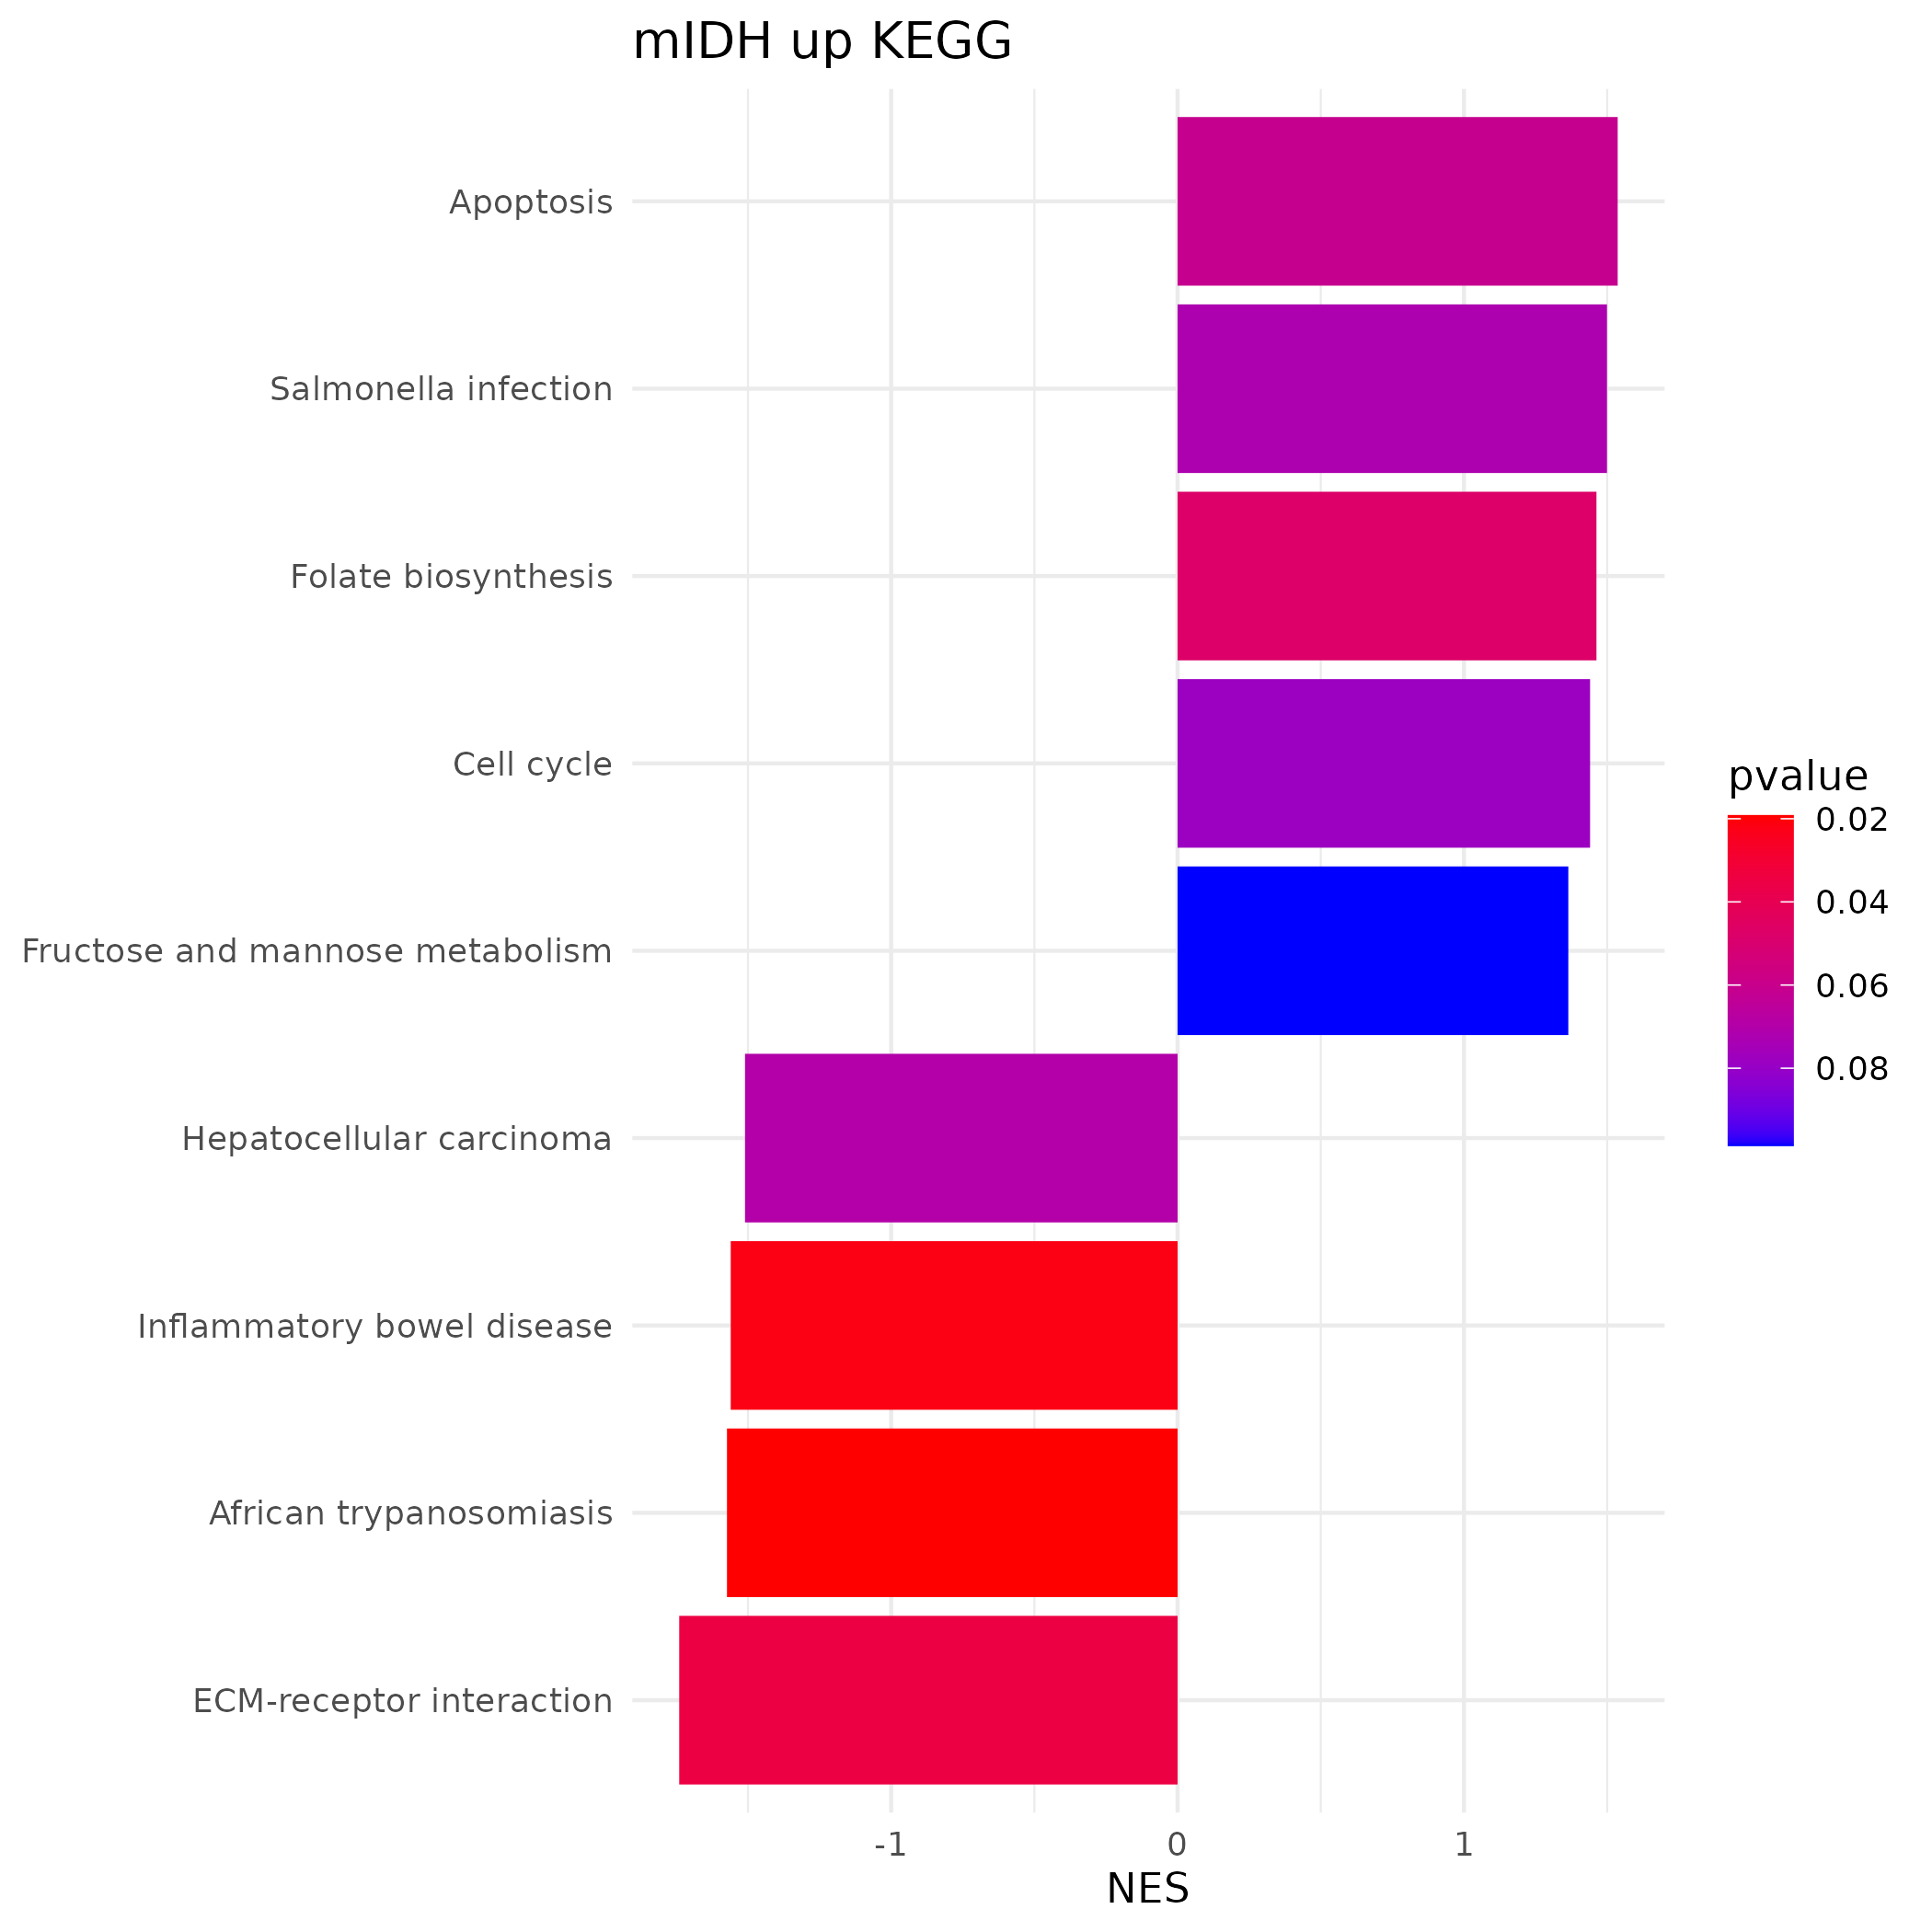 mIDH up KEGG
Apoptosis
Salmonella infection
Folate biosynthesis
Cell cycle
Fructose and mannose metabolism
Hepatocellular carcinoma
Inflammatory bowel disease
African trypanosomiasis
ECM-receptor interaction
-1
0
1
NES
pvalue
0.02
0.04
0.06
0.08